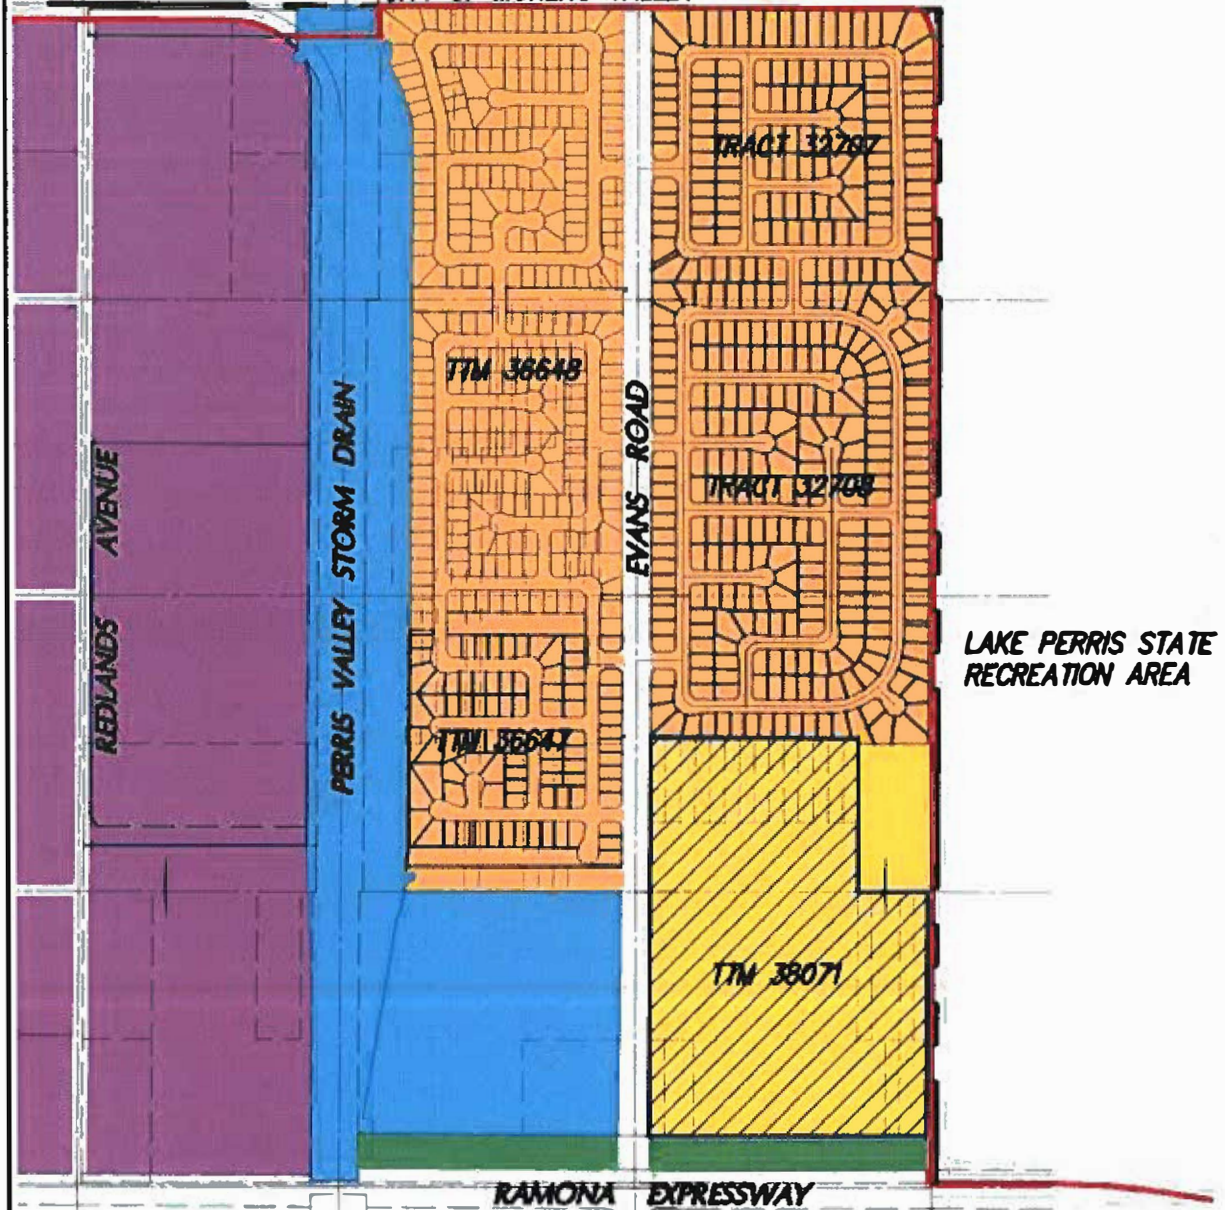 VALLEY
TRACT 32707
TTM 36648
EVANS ROAD
TRACT 32708
REDLANDS AVENUE
PERRIS VALLEY STORM DRAIN
LAKE PERRIS STATE
RECREATION AREA
TTM 36647
TTM 38071
RAMONA EXPRESSWAY